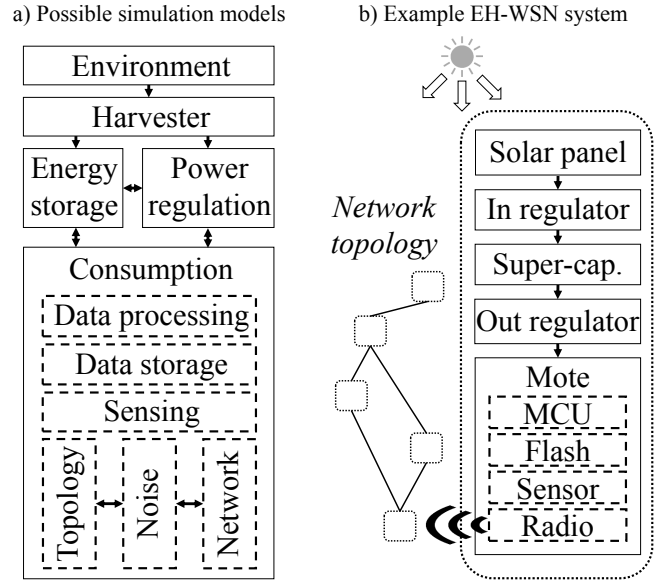 a) Possible simulation models
Environment
Harvester
Energy
storage
Power
regulation
Consumption
Data processing
Data storage
Sensing
Topology
Noise
Network
b) Example EH-WSN system
Solar panel
In regulator
Super-cap.
Out regulator
Mote
MCU
Flash
Sensor
Radio
Network
topology